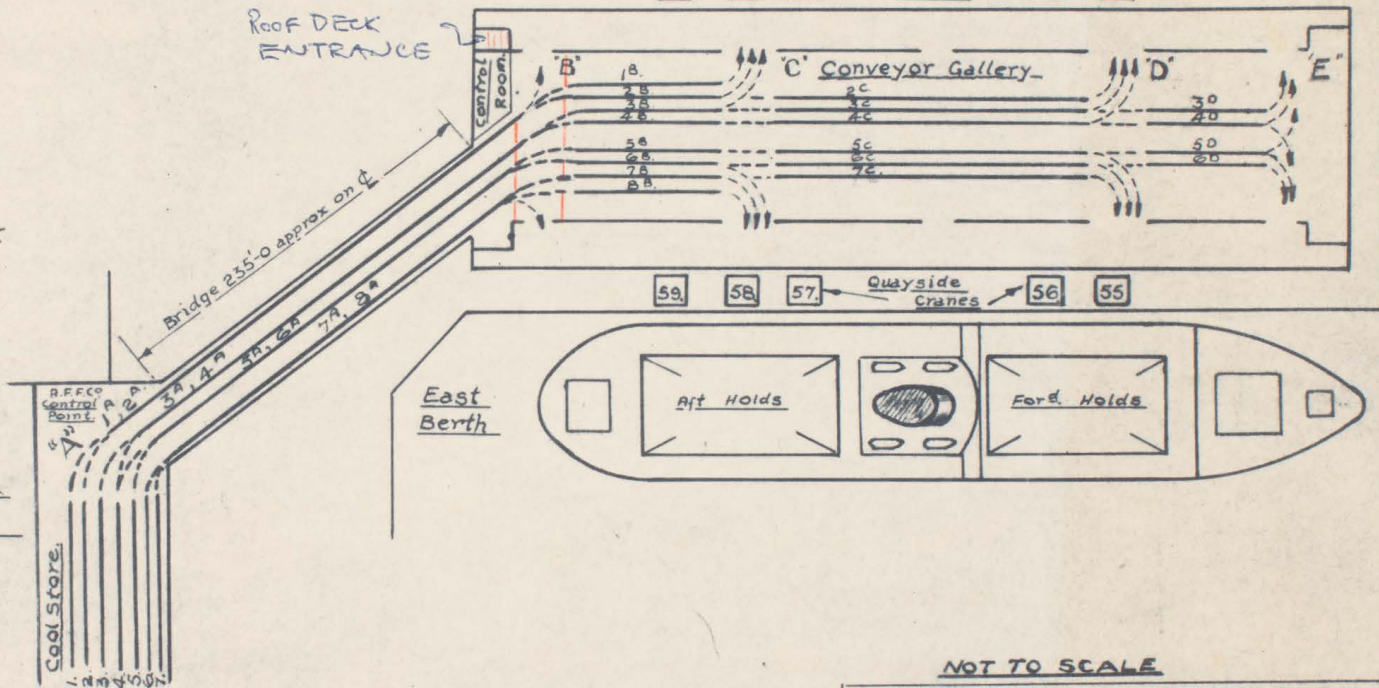 Roof DECK
ENTRANCE
Control
Room.
"B"
"C" Conveyor Gallery
"D"
"E"
1B.
2B
3B
4B
5B
6B.
7B
8B.
2C
3C
4C
5C
6C
7C.
3D
4D
5D
6D
Bridge 235'-0 approx on ℄
1A, 2A.
3A, 4A
5A, 6A
7A, 8A
R.F.F.Co
Control
Point.
"A"
Cool Store.
1.
2.
3.
4.
5.
6.
7.
59.
58.
57.
Quayside
Cranes
56
55
East
Berth
Aft Holds
Ford. Holds
NOT TO SCALE